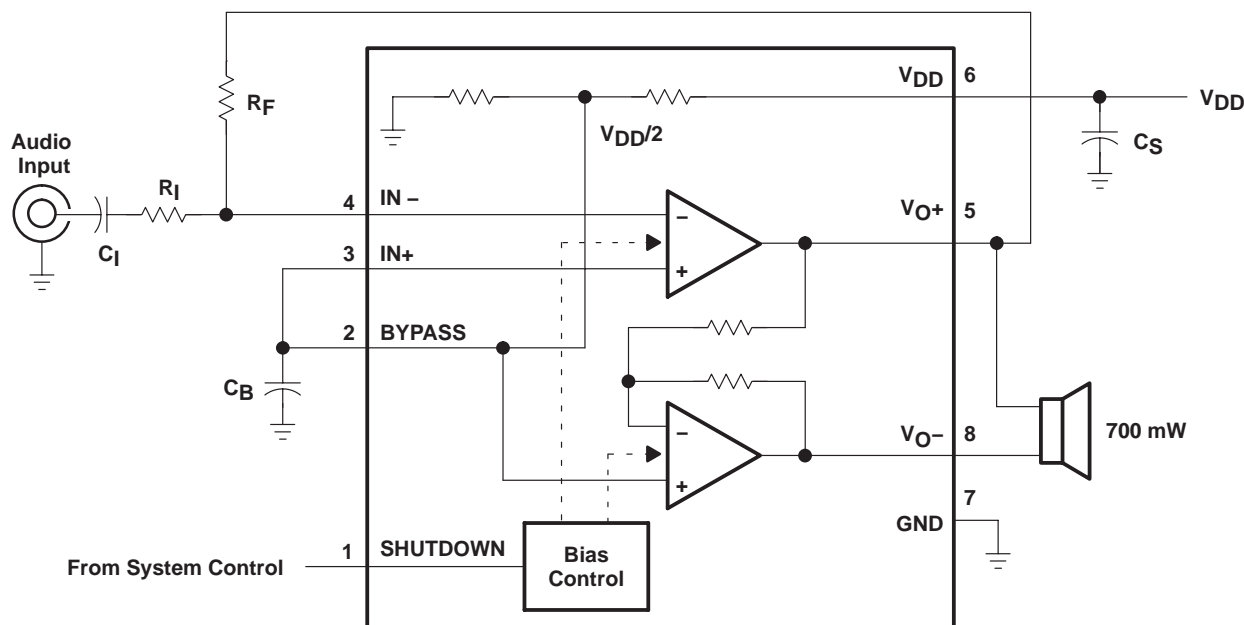 VDD
6
VDD
RF
VDD/2
CS
Audio
Input
RI
4
IN –
VO+
5
CI
–
3
IN+
+
2
BYPASS
CB
–
VO–
8
700 mW
+
7
GND
1
SHUTDOWN
From System Control
Bias
Control